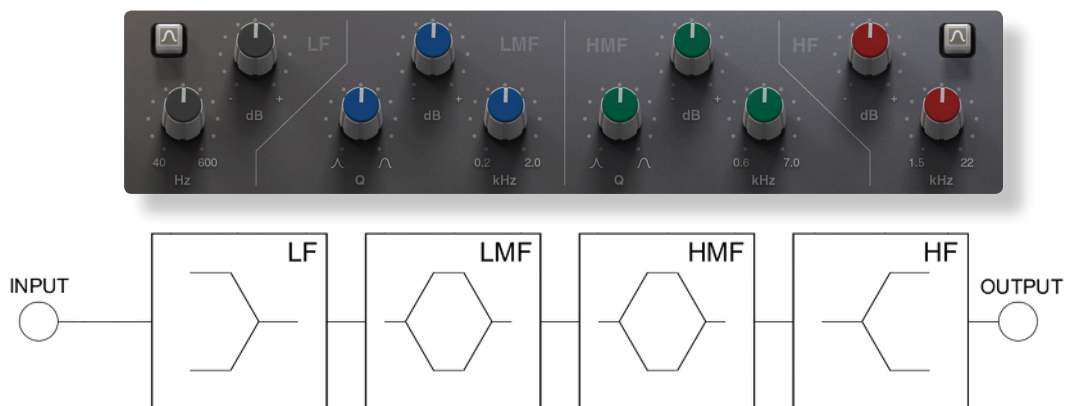 LF
LMF
HMF
HF
- + dB
- + dB
- + dB
- + dB
40 600
Hz
Q
0.2 2.0
kHz
Q
0.6 7.0
kHz
1.5 22
kHz
LF
LMF
HMF
HF
INPUT
OUTPUT